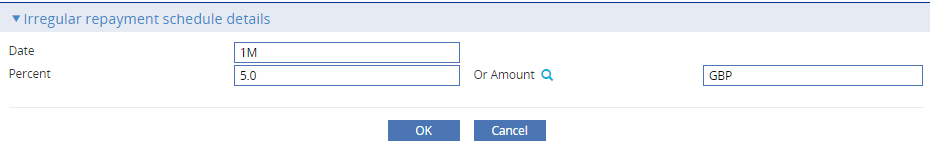 Irregular repayment schedule details
Date 1M
Percent 5.0 Or Amount GBP
OK Cancel